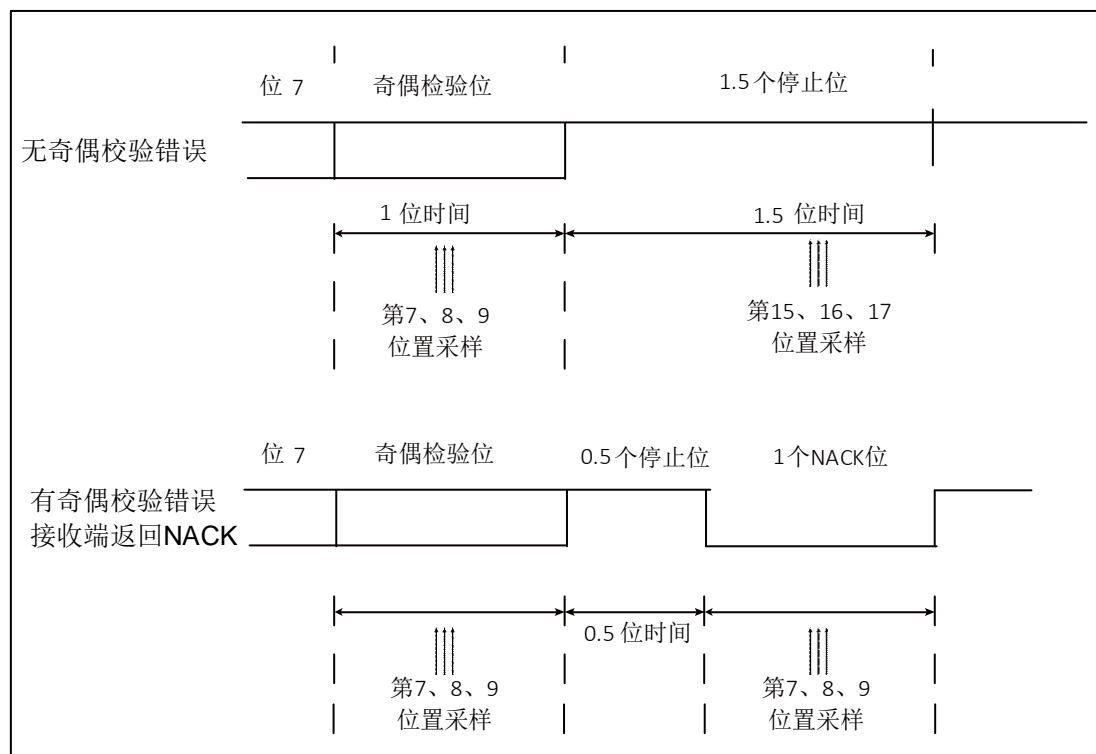 位 7 奇偶检验位 1.5个停止位
无奇偶校验错误
1 位时间 1.5 位时间
第7、8、9
位置采样
第15、16、17
位置采样
位 7 奇偶检验位 0.5个停止位 1个NACK位
有奇偶校验错误
接收端返回NACK
0.5 位时间
第7、8、9
位置采样
第7、8、9
位置采样